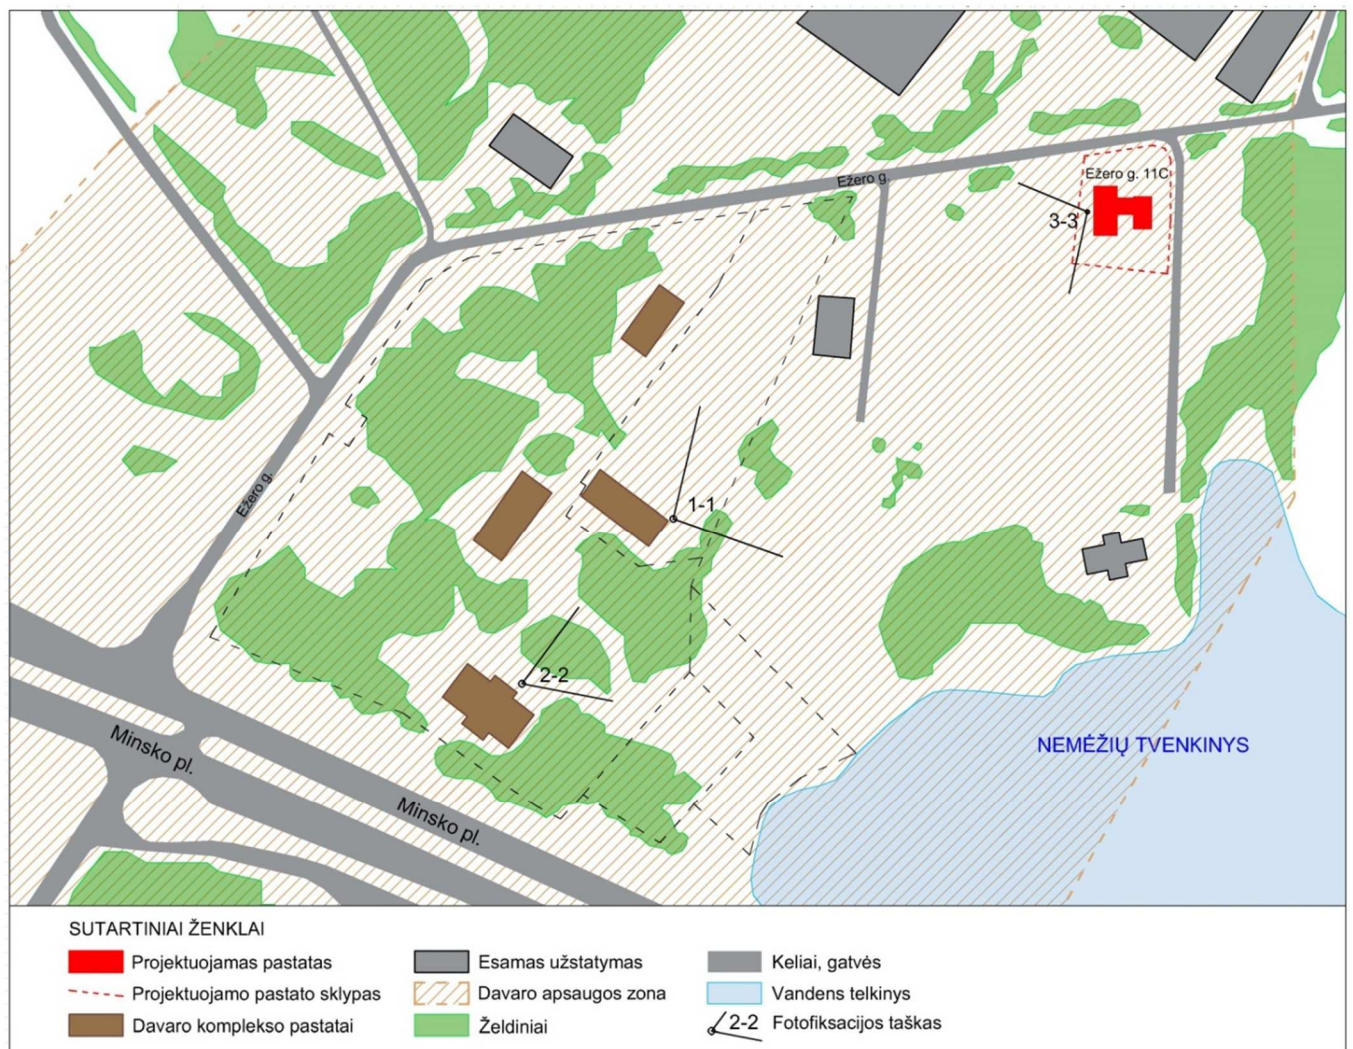 Ežero g.
Ežero g. 11C
3-3
1-1
Ežero g.
2-2
Minsko pl.
NEMĖŽIŲ TVENKINYS
Minsko pl.
SUTARTINIAI ŽENKLAI
Projektuojamas pastatas
Projektuojamo pastato sklypas
Davaro komplekso pastatai
Esamas užstatymas
Davaro apsaugos zona
Želdiniai
Keliai, gatvės
Vandens telkinys
2-2 Fotofiksacijos taškas